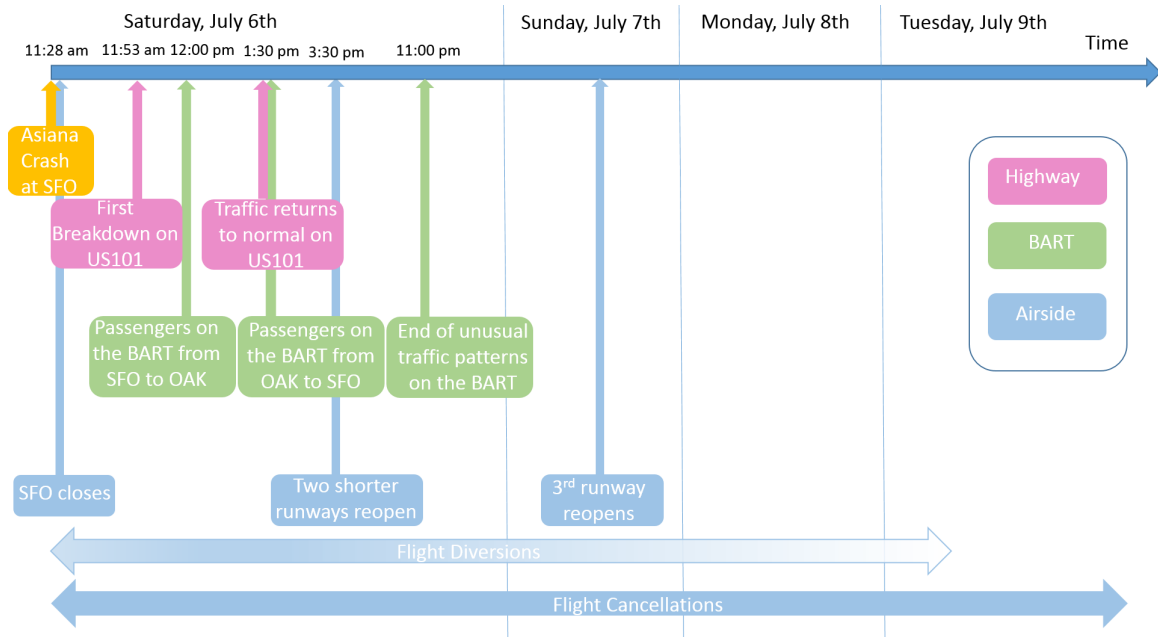 Saturday, July 6th
Sunday, July 7th
Monday, July 8th
Tuesday, July 9th
11:28 am
11:53 am
12:00 pm
1:30 pm
3:30 pm
11:00 pm
Time
Asiana
Crash
at SFO
First
Breakdown on
US101
Traffic returns
to normal on
US101
Highway
BART
Airside
Passengers on
the BART from
SFO to OAK
Passengers on
the BART from
OAK to SFO
End of unusual
traffic patterns
on the BART
SFO closes
Two shorter
runways reopen
3rd runway
reopens
Flight Diversions
Flight Cancellations